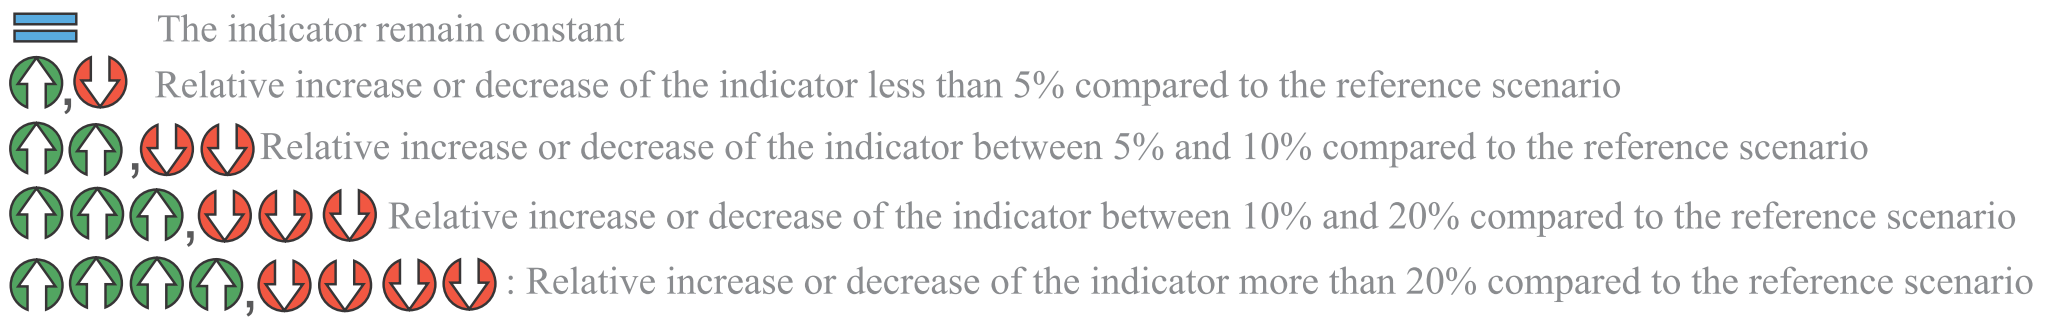 The indicator remain constant
, Relative increase or decrease of the indicator less than 5% compared to the reference scenario
, Relative increase or decrease of the indicator between 5% and 10% compared to the reference scenario
, Relative increase or decrease of the indicator between 10% and 20% compared to the reference scenario
, : Relative increase or decrease of the indicator more than 20% compared to the reference scenario